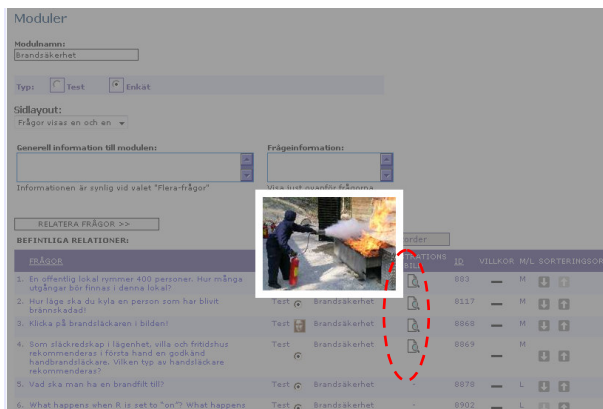 Moduler
Modulnamn:
Brandsäkerhet
Typ: Test Enkät
Sidlayout:
Frågor visas en och en
Generell information till modulen: Frågeinformation:
Informationen är synlig vid valet "Flera-frågor" Visa just ovanför frågorna
RELATERA FRÅGOR >>
order
BEFINTLIGA RELATIONER:
FRÅGOR TRATIONS BILD ID VILLKOR M/L SORTERINGSOR
1. En offentlig lokal rymmer 400 personer. Hur många 883 M
utgångar bör finnas i denna lokal?
2. Hur läge ska du kyla en person som har blivit Test Brandsäkerhet 8117 M
brännskadad?
3. Klicka på brandsläckaren i bilden! Test Brandsäkerhet 8868 M
4. Som släckredskap i lägenhet, villa och fritidshus Test Brandsäkerhet 8869 M
rekommenderas i första hand en godkänd
handbrandsläckare. Vilken typ av handsläckare
rekommenderas?
5. Vad ska man ha en brandfilt till? Test Brandsäkerhet - 8878 L
6. What happens when R is set to "on"? What happens Test Brandsäkerhet - 8902 L